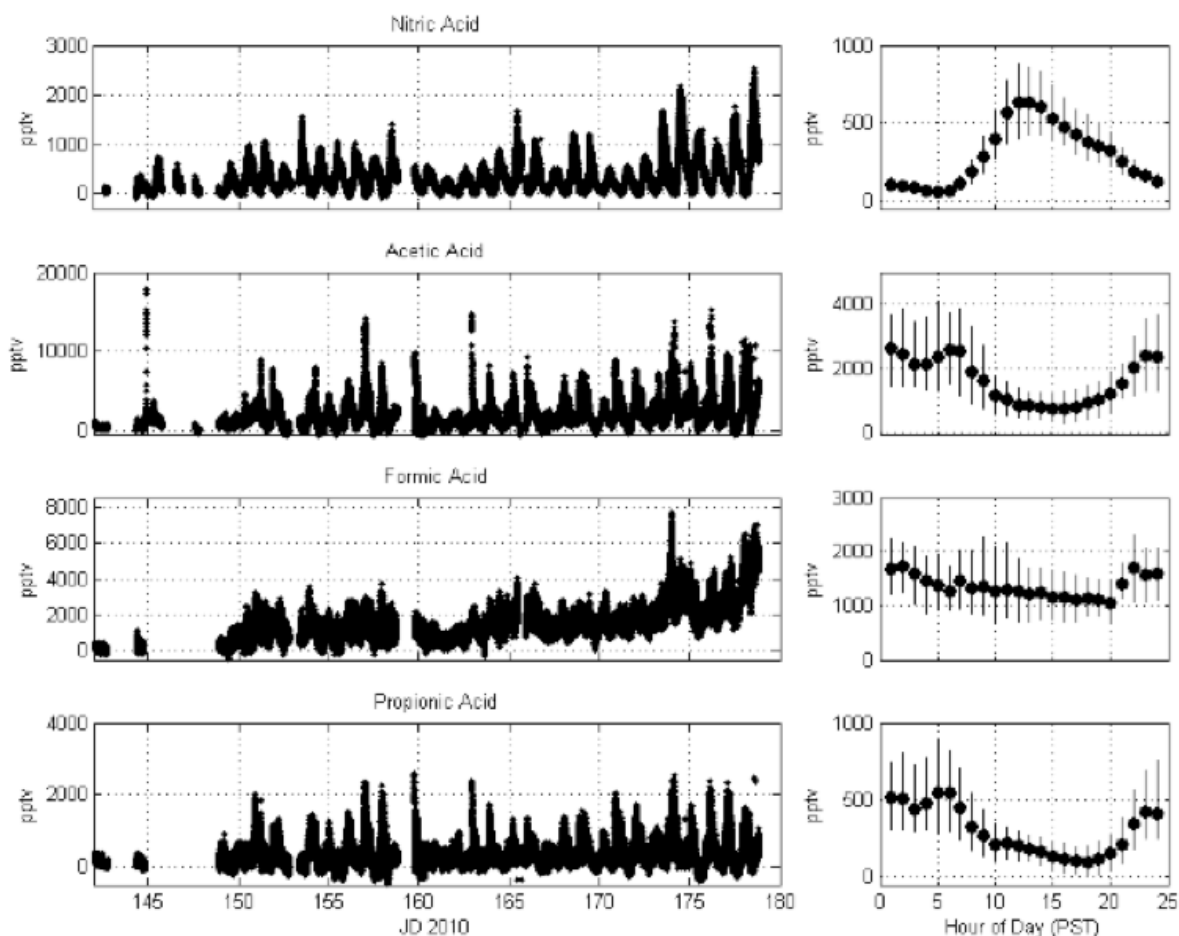 Nitric Acid
3000
2000
1000
0
pptv
1000
500
0
pptv
Acetic Acid
20000
10000
0
pptv
4000
2000
0
pptv
Formic Acid
8000
6000
4000
2000
0
pptv
3000
2000
1000
0
pptv
Propionic Acid
4000
2000
0
pptv
1000
500
0
pptv
145 150 155 160 165 170 175 180
JD 2010
0 5 10 15 20 25
Hour of Day (PST)